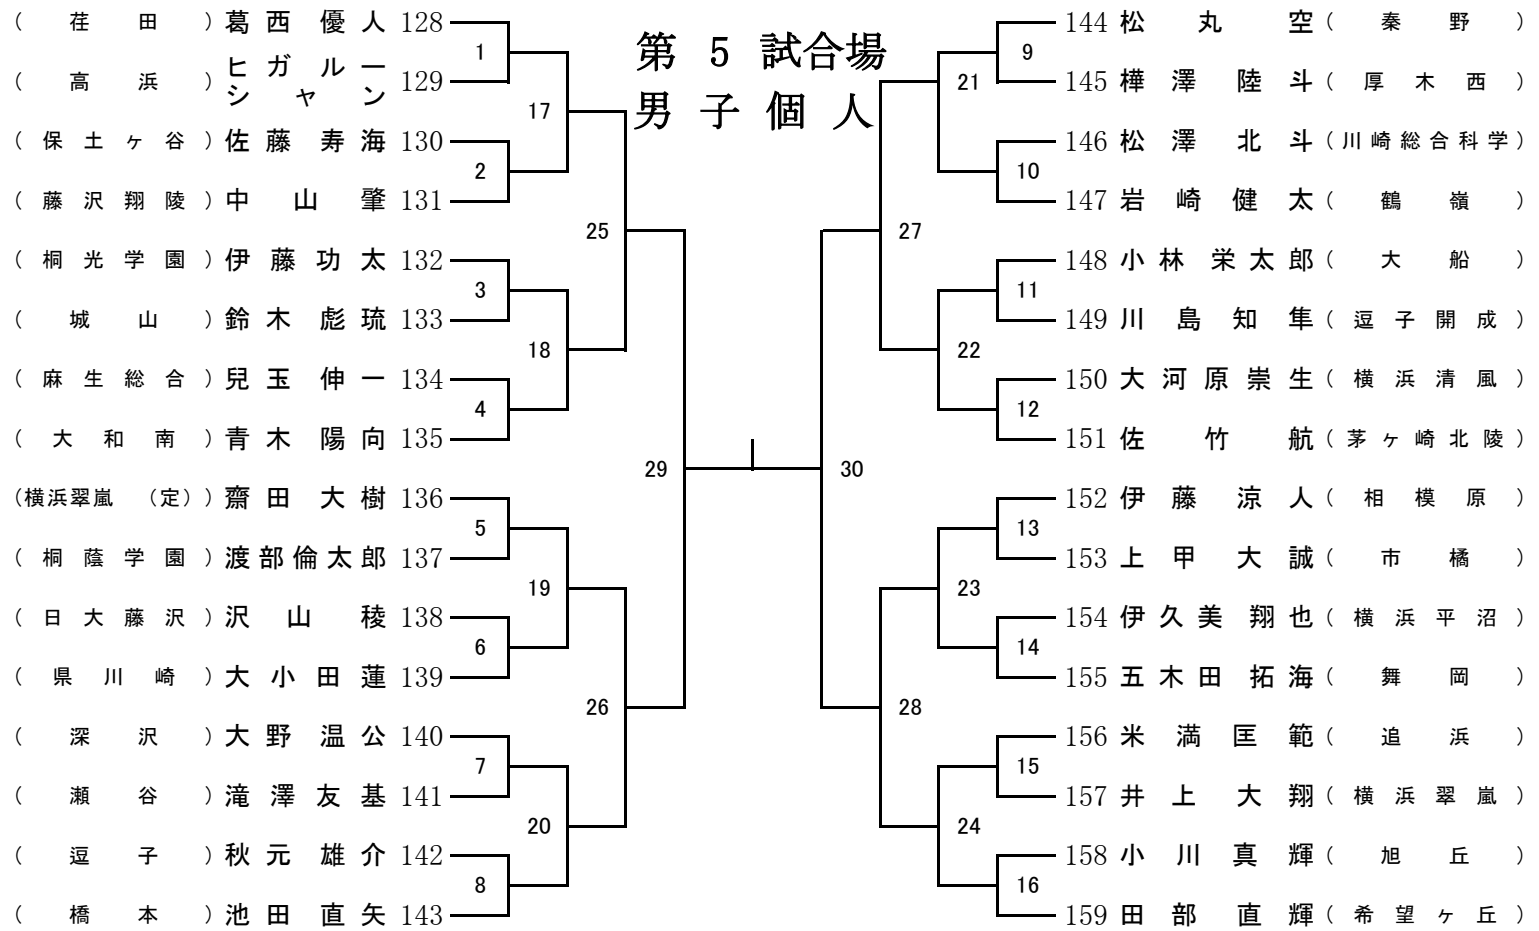 第 5 試合場
男 子 個 人
( 荏 田 ) 葛 西 優 人 128
( 高 浜 ) ヒ ガ ル ー シ ャ ン 129
( 保 土 ヶ 谷 ) 佐 藤 寿 海 130
( 藤 沢 翔 陵 ) 中 山 肇 131
( 桐 光 学 園 ) 伊 藤 功 太 132
( 城 山 ) 鈴 木 彪 琉 133
( 麻 生 総 合 ) 兒 玉 伸 一 134
( 大 和 南 ) 青 木 陽 向 135
(横浜翠嵐 (定)) 齋 田 大 樹 136
( 桐 蔭 学 園 ) 渡 部 倫 太 郎 137
( 日 大 藤 沢 ) 沢 山 稜 138
( 県 川 崎 ) 大 小 田 蓮 139
( 深 沢 ) 大 野 温 公 140
( 瀬 谷 ) 滝 澤 友 基 141
( 逗 子 ) 秋 元 雄 介 142
( 橋 本 ) 池 田 直 矢 143
1
2
3
4
5
6
7
8
17
18
19
20
25
26
29
30
27
28
21
22
23
24
9
10
11
12
13
14
15
16
144 松 丸 空 ( 秦 野 )
145 樺 澤 陸 斗 ( 厚 木 西 )
146 松 澤 北 斗 ( 川 崎 総 合 科 学 )
147 岩 崎 健 太 ( 鶴 嶺 )
148 小 林 栄 太 郎 ( 大 船 )
149 川 島 知 隼 ( 逗 子 開 成 )
150 大 河 原 崇 生 ( 横 浜 清 風 )
151 佐 竹 航 ( 茅 ヶ 崎 北 陵 )
152 伊 藤 涼 人 ( 相 模 原 )
153 上 甲 大 誠 ( 市 橘 )
154 伊 久 美 翔 也 ( 横 浜 平 沼 )
155 五 木 田 拓 海 ( 舞 岡 )
156 米 満 匡 範 ( 追 浜 )
157 井 上 大 翔 ( 横 浜 翠 嵐 )
158 小 川 真 輝 ( 旭 丘 )
159 田 部 直 輝 ( 希 望 ヶ 丘 )